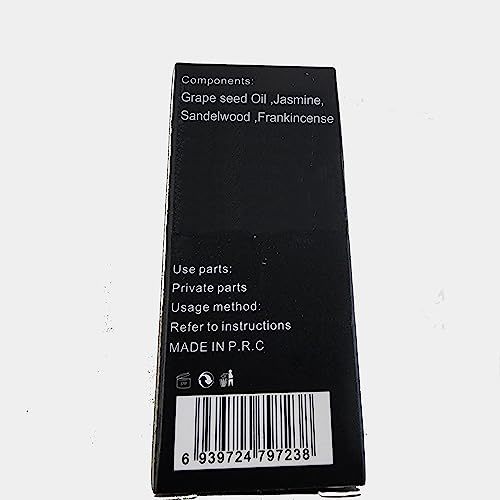 Components:
Grape seed Oil ,Jasmine,
Sandelwood ,Frankincense
Use parts:
Private parts
Usage method:
Refer to instructions
MADE IN P.R.C
6 939724 797238